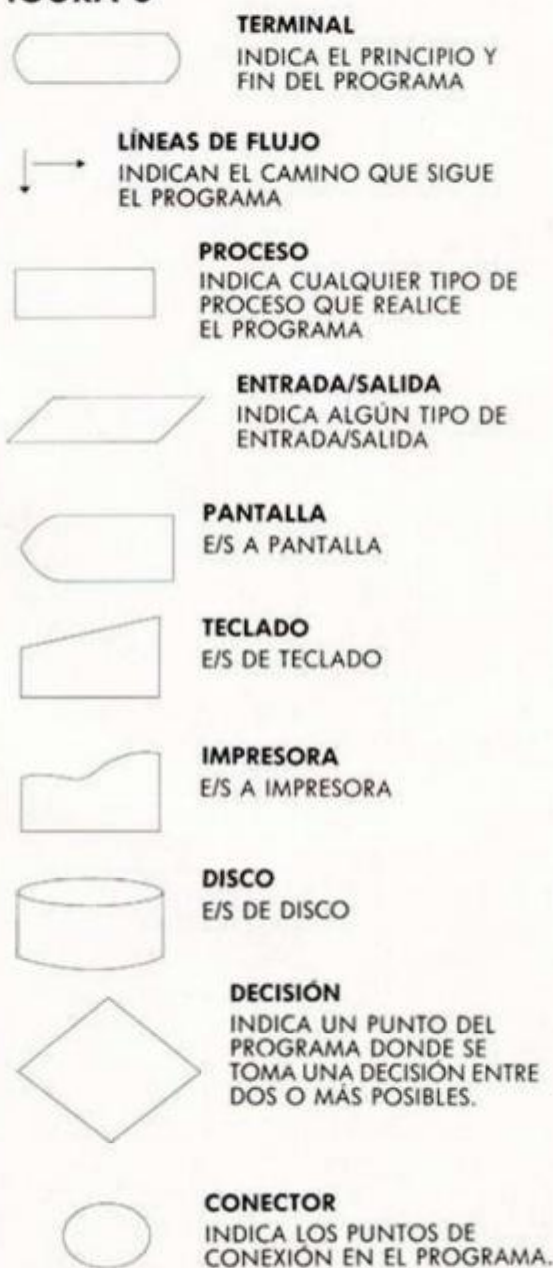 TERMINAL
INDICA EL PRINCIPIO Y
FIN DEL PROGRAMA
LÍNEAS DE FLUJO
INDICAN EL CAMINO QUE SIGUE
EL PROGRAMA
PROCESO
INDICA CUALQUIER TIPO DE
PROCESO QUE REALICE
EL PROGRAMA
ENTRADA/SALIDA
INDICA ALGÚN TIPO DE
ENTRADA/SALIDA
PANTALLA
E/S A PANTALLA
TECLADO
E/S DE TECLADO
IMPRESORA
E/S A IMPRESORA
DISCO
E/S DE DISCO
DECISIÓN
INDICA UN PUNTO DEL
PROGRAMA DONDE SE
TOMA UNA DECISIÓN ENTRE
DOS O MÁS POSIBLES.
CONECTOR
INDICA LOS PUNTOS DE
CONEXIÓN EN EL PROGRAMA.